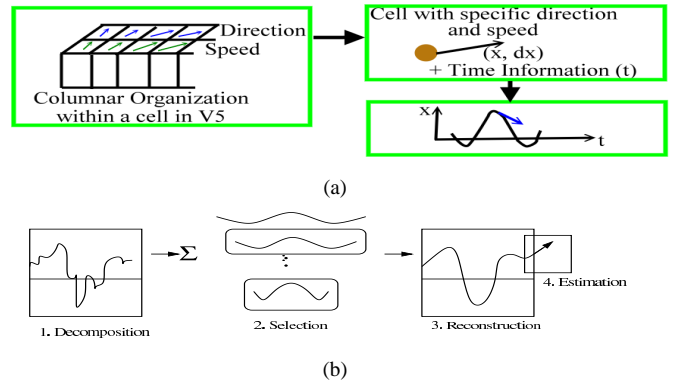 Direction
Speed
Columnar Organization
within a cell in V5
Cell with specific direction
and speed
(x, dx)
+ Time Information (t)
x
t
(a)
Σ
1. Decomposition
2. Selection
3. Reconstruction
4. Estimation
(b)